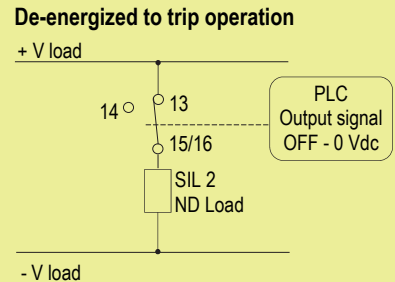 De-energized to trip operation
+ V load
14
13
15/16
PLC
Output signal
OFF - 0 Vdc
SIL 2
ND Load
- V load